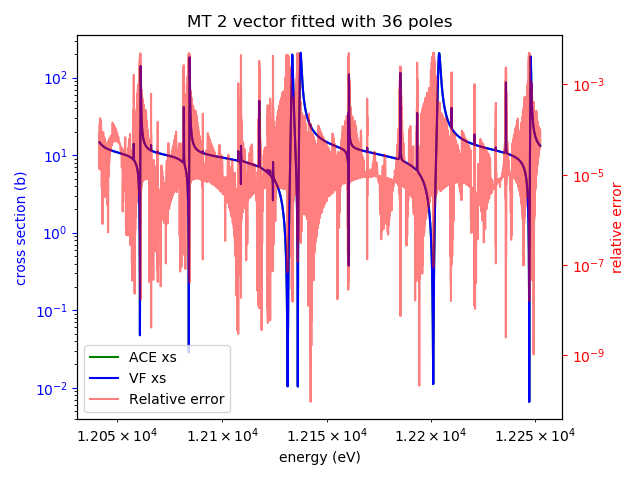 MT 2 vector fitted with 36 poles
10²
10¹
10⁰
10⁻¹
10⁻²
cross section (b)
10⁻³
10⁻⁵
10⁻⁷
10⁻⁹
relative error
ACE xs
VF xs
Relative error
1.205 × 10⁴
1.21 × 10⁴
1.215 × 10⁴
1.22 × 10⁴
1.225 × 10⁴
energy (eV)